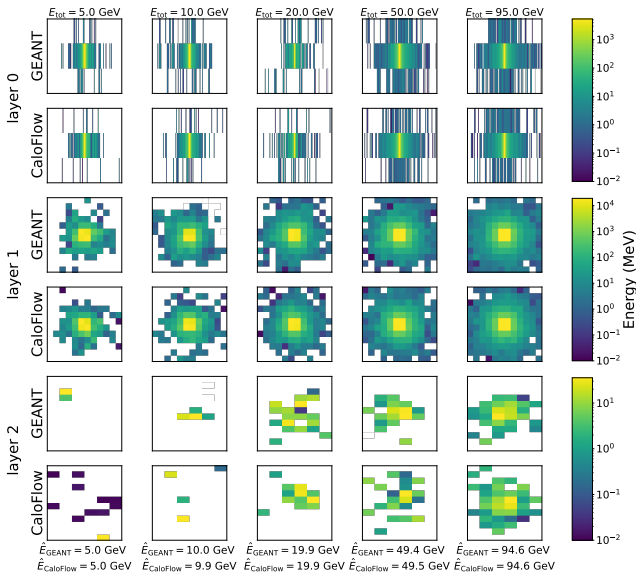 E_tot = 5.0 GeV E_tot = 10.0 GeV E_tot = 20.0 GeV E_tot = 50.0 GeV E_tot = 95.0 GeV
layer 0
GEANT
CaloFlow
10^3
10^2
10^1
10^0
10^−1
10^−2
layer 1
GEANT
CaloFlow
10^4
10^3
10^2
10^1
10^0
10^−1
10^−2
Energy (MeV)
layer 2
GEANT
CaloFlow
10^1
10^0
10^−1
10^−2
Ê_GEANT = 5.0 GeV Ê_GEANT = 10.0 GeV Ê_GEANT = 19.9 GeV Ê_GEANT = 49.4 GeV Ê_GEANT = 94.6 GeV
Ê_CaloFlow = 5.0 GeV Ê_CaloFlow = 9.9 GeV Ê_CaloFlow = 19.9 GeV Ê_CaloFlow = 49.5 GeV Ê_CaloFlow = 94.6 GeV